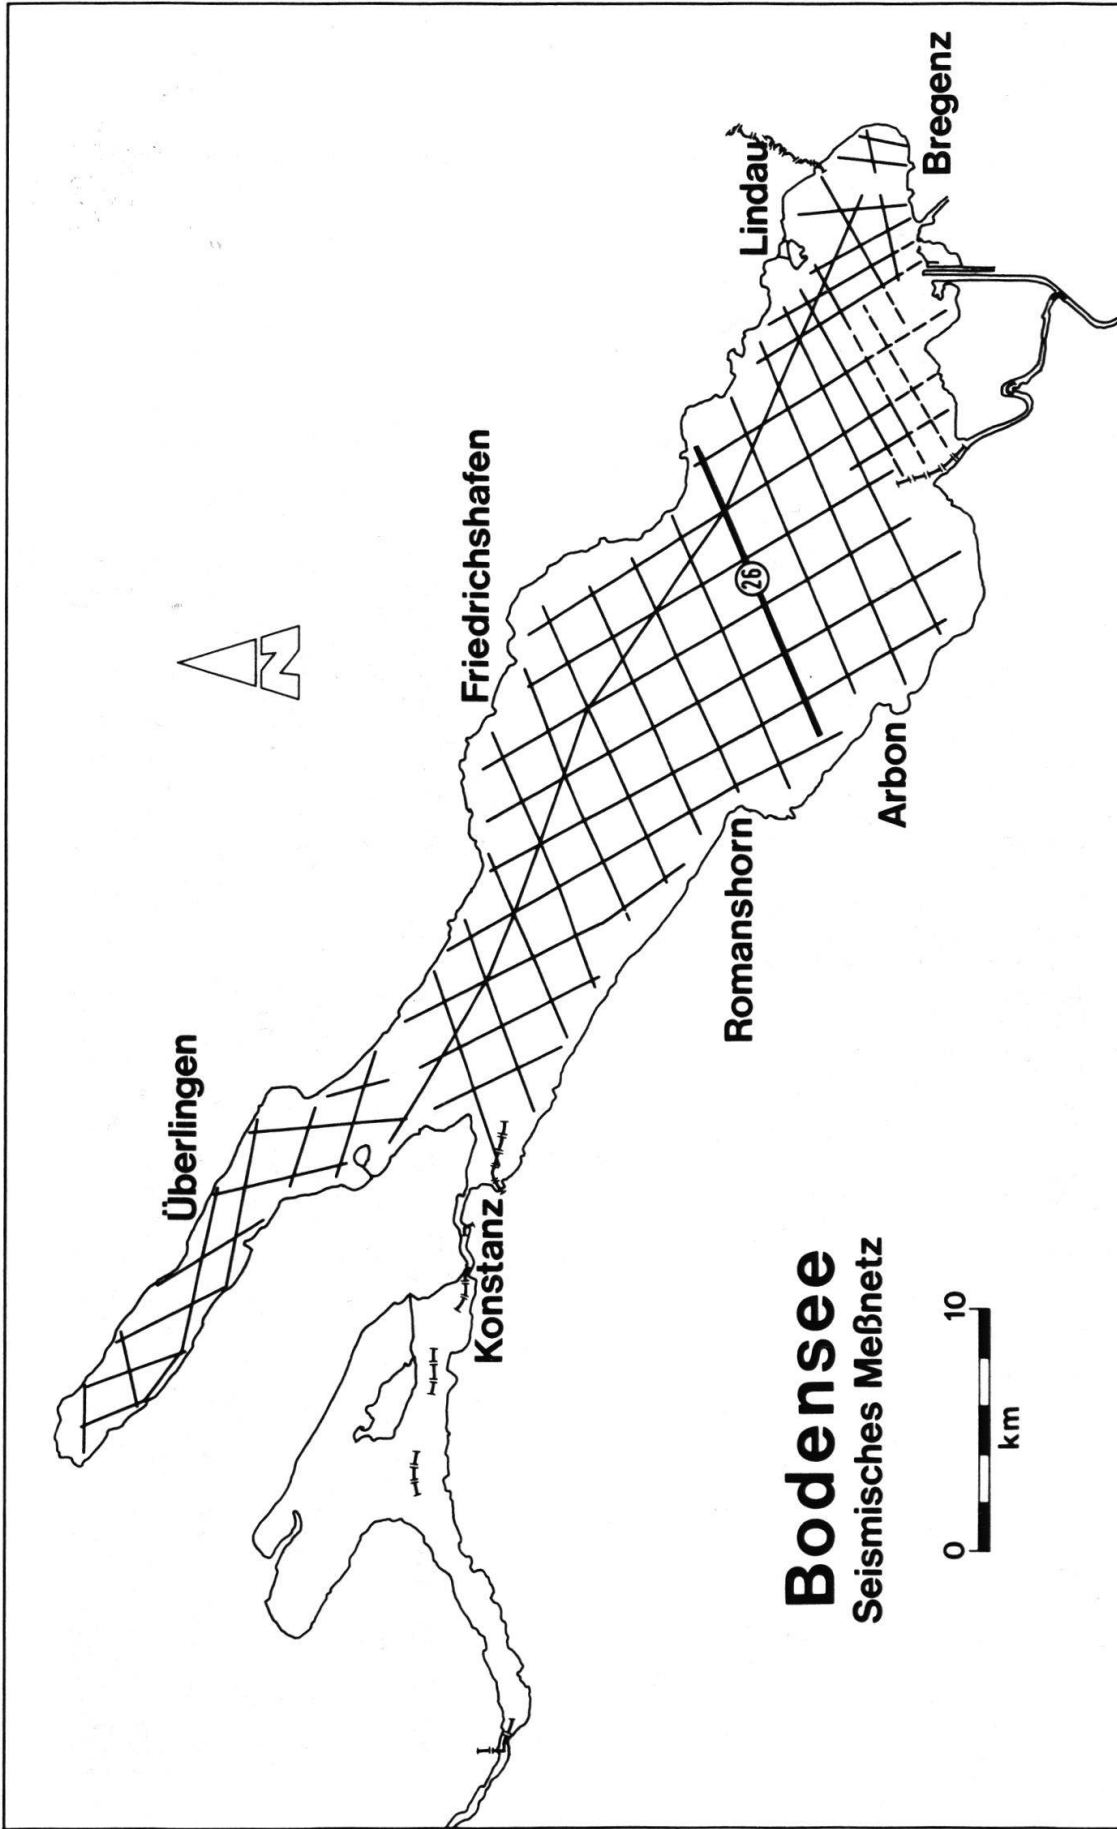 Überlingen
Friedrichshafen
Lindau
Bregenz
Konstanz
Romanshorn
Arbon
26
N
Bodensee
Seismisches Meßnetz
0 10
km